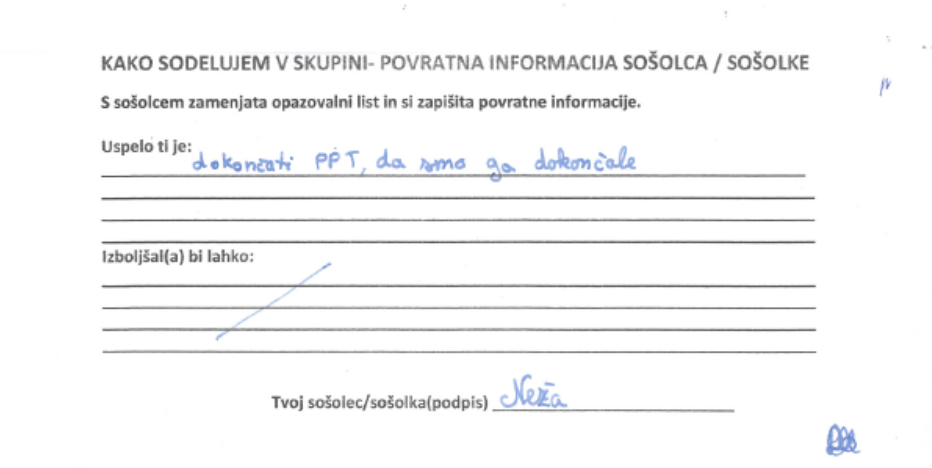 KAKO SODELUJEM V SKUPINI- POVRATNA INFORMACIJA SOŠOLCA / SOŠOLKE
S sošolcem zamenjata opazovalni list in si zapišita povratne informacije.
Uspelo ti je: dokončati PPT, da smo ga dokončale
Izboljšal(a) bi lahko:
Tvoj sošolec/sošolka(podpis) Neža